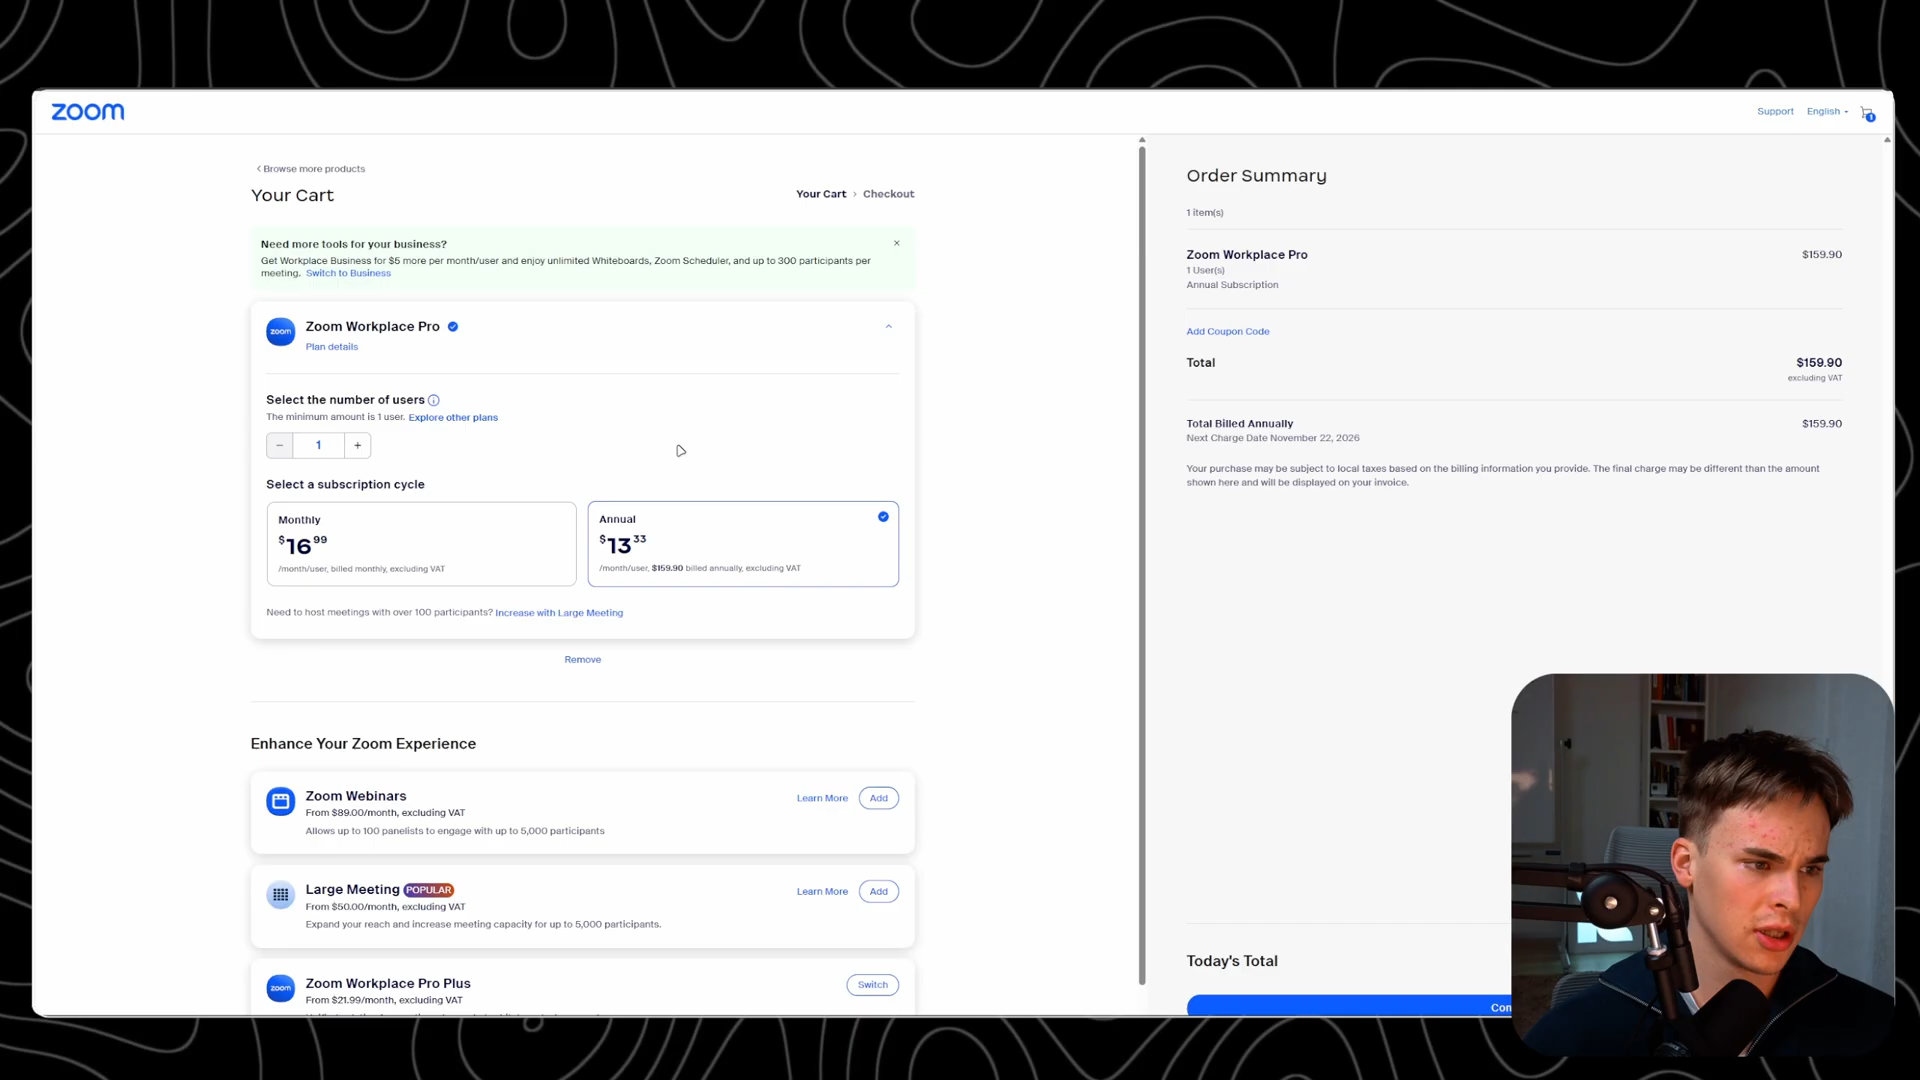 zoom
Support English
1
Browse more products
Your Cart
Your Cart > Checkout
Need more tools for your business?
Get Workplace Business for $5 more per month/user and enjoy unlimited Whiteboards, Zoom Scheduler, and up to 300 participants per
meeting. Switch to Business
zoom
Zoom Workplace Pro
Plan details
Select the number of users
The minimum amount is 1 user. Explore other plans
− 1 +
Select a subscription cycle
Monthly
$16 99
/month/user, billed monthly, excluding VAT
Annual
$13 33
/month/user, $159.90 billed annually, excluding VAT
Need to host meetings with over 100 participants? Increase with Large Meeting
Remove
Enhance Your Zoom Experience
Zoom Webinars
From $89.00/month, excluding VAT
Allows up to 100 panelists to engage with up to 5,000 participants
Learn More Add
Large Meeting POPULAR
From $50.00/month, excluding VAT
Expand your reach and increase meeting capacity for up to 5,000 participants.
Learn More Add
zoom
Zoom Workplace Pro Plus
From $21.99/month, excluding VAT
Switch
Order Summary
1 item(s)
Zoom Workplace Pro $159.90
1 User(s)
Annual Subscription
Add Coupon Code
Total $159.90
excluding VAT
Total Billed Annually $159.90
Next Charge Date November 22, 2026
Your purchase may be subject to local taxes based on the billing information you provide. The final charge may be different than the amount
shown here and will be displayed on your invoice.
Today's Total
Con